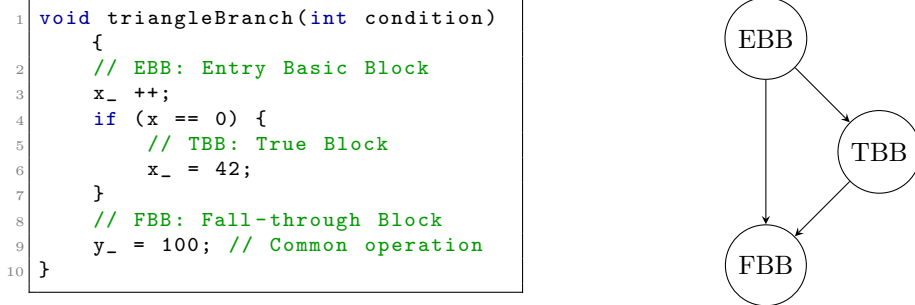 1 void triangleBranch(int condition)
{
2 // EBB: Entry Basic Block
3 x_ ++;
4 if (x == 0) {
5 // TBB: True Block
6 x_ = 42;
7 }
8 // FBB: Fall-through Block
9 y_ = 100; // Common operation
10 }
EBB
TBB
FBB